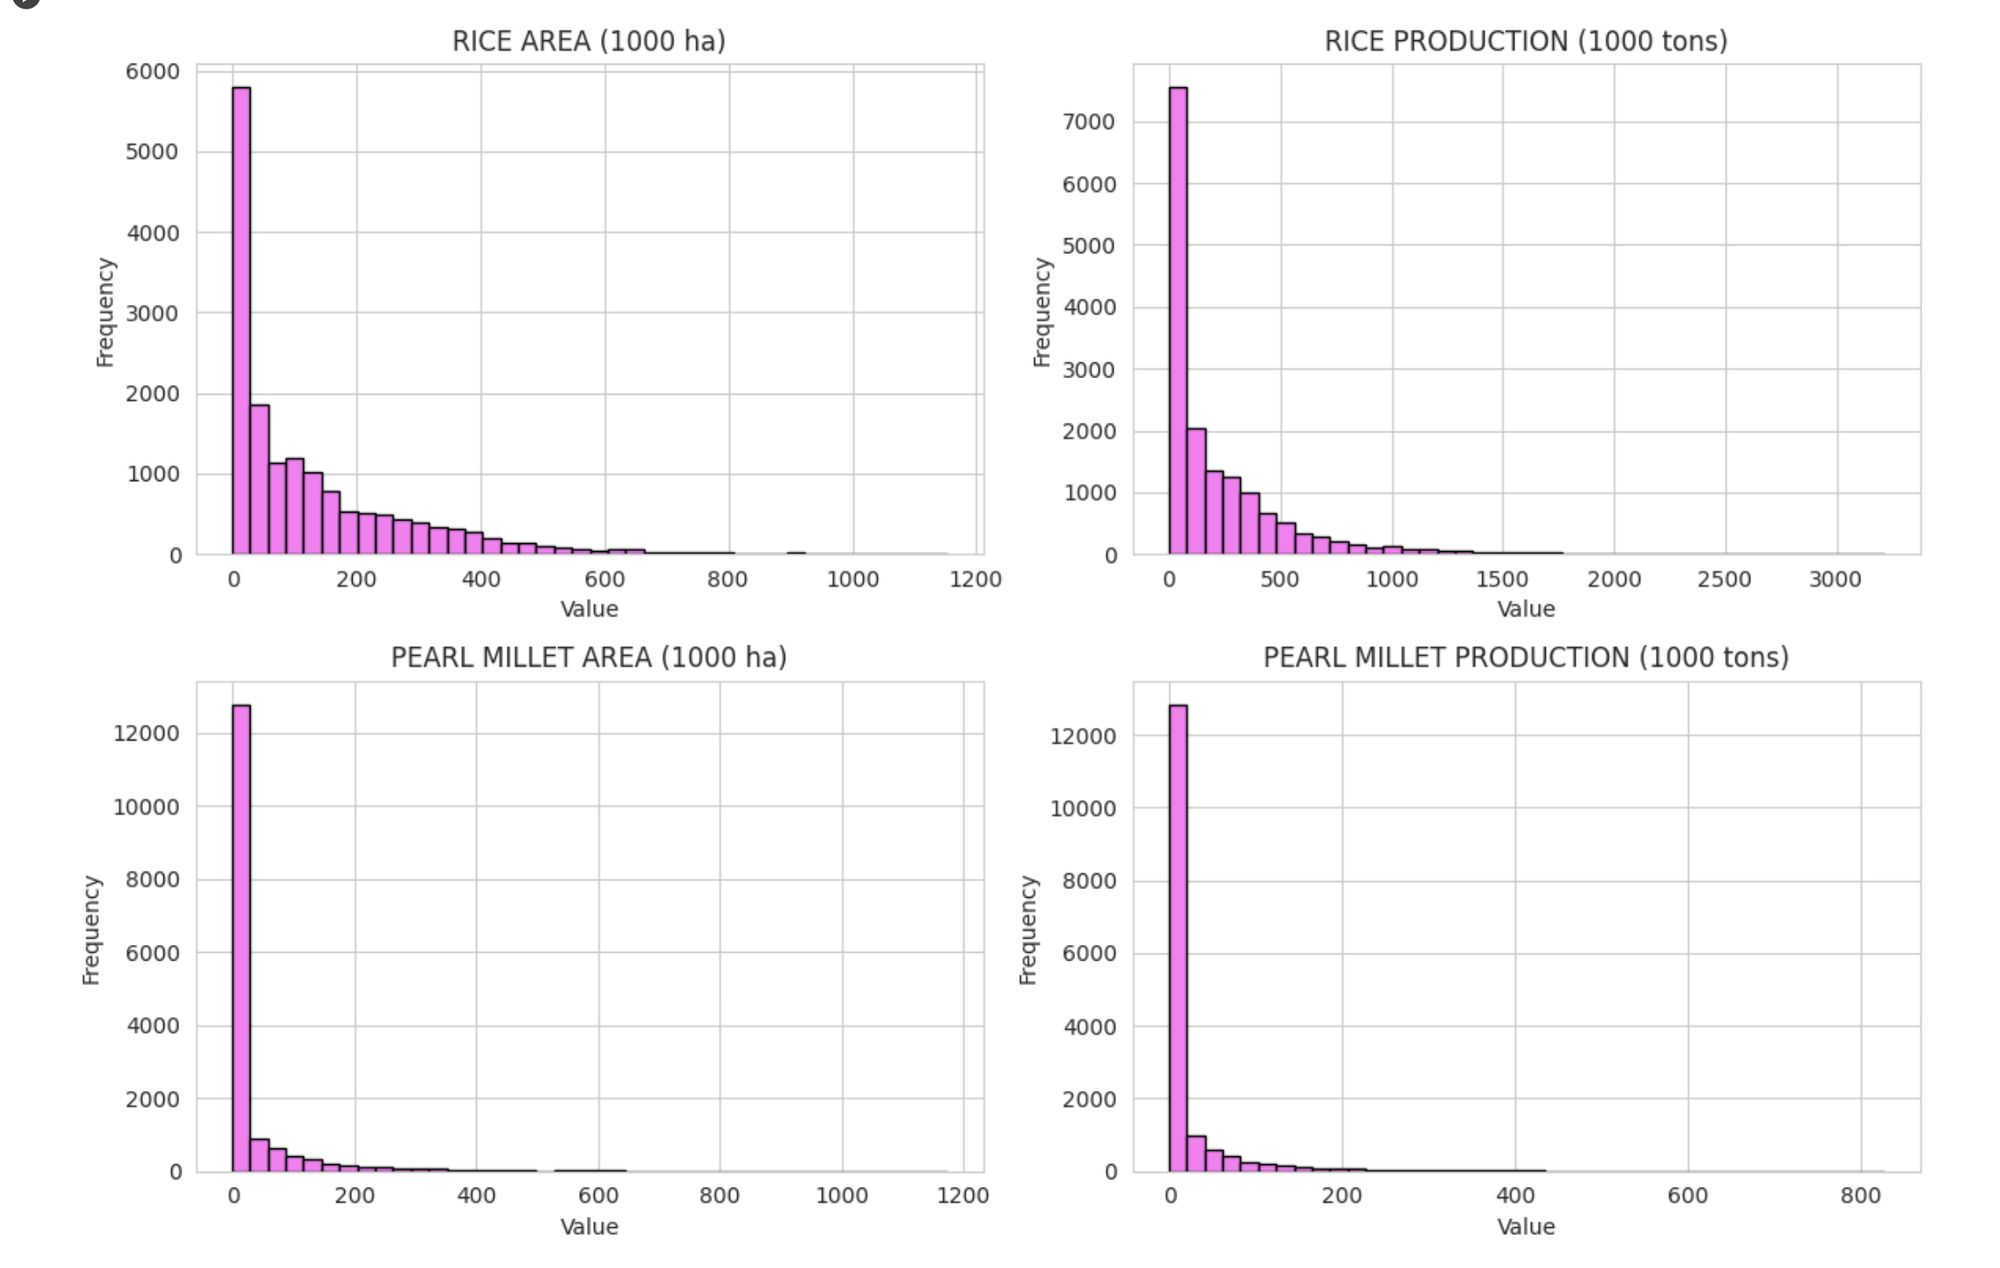 RICE AREA (1000 ha)
6000
5000
4000
3000
2000
1000
0
Frequency
0 200 400 600 800 1000 1200
Value
RICE PRODUCTION (1000 tons)
7000
6000
5000
4000
3000
2000
1000
0
Frequency
0 500 1000 1500 2000 2500 3000
Value
PEARL MILLET AREA (1000 ha)
12000
10000
8000
6000
4000
2000
0
Frequency
0 200 400 600 800 1000 1200
Value
PEARL MILLET PRODUCTION (1000 tons)
12000
10000
8000
6000
4000
2000
0
Frequency
0 200 400 600 800
Value